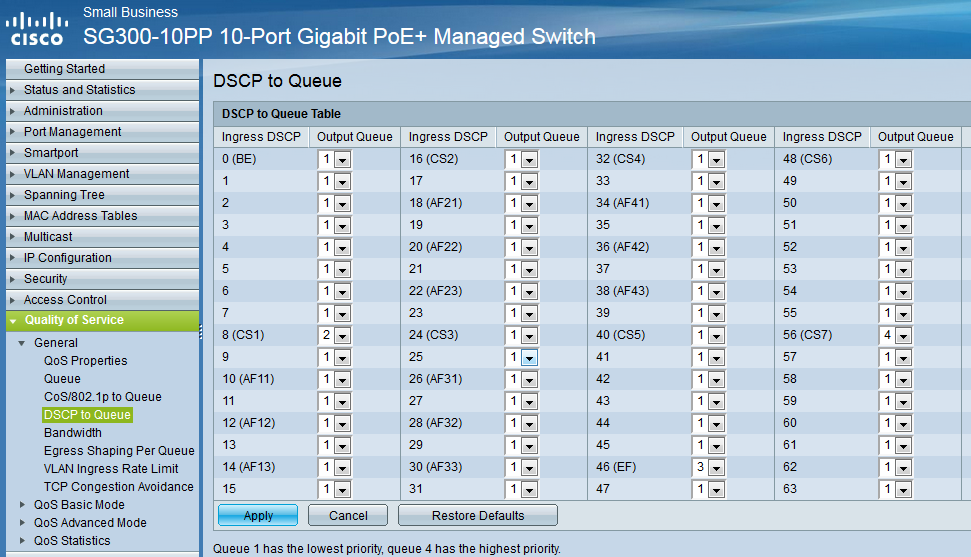 Small Business
CISCO
SG300-10PP 10-Port Gigabit PoE+ Managed Switch
Getting Started
Status and Statistics
Administration
Port Management
Smartport
VLAN Management
Spanning Tree
MAC Address Tables
Multicast
IP Configuration
Security
Access Control
Quality of Service
General
QoS Properties
Queue
CoS/802.1p to Queue
DSCP to Queue
Bandwidth
Egress Shaping Per Queue
VLAN Ingress Rate Limit
TCP Congestion Avoidance
QoS Basic Mode
QoS Advanced Mode
QoS Statistics
DSCP to Queue
DSCP to Queue Table
Ingress DSCP Output Queue Ingress DSCP Output Queue Ingress DSCP Output Queue Ingress DSCP Output Queue
0 (BE) 1 16 (CS2) 1 32 (CS4) 1 48 (CS6) 1
1 1 17 1 33 1 49 1
2 1 18 (AF21) 1 34 (AF41) 1 50 1
3 1 19 1 35 1 51 1
4 1 20 (AF22) 1 36 (AF42) 1 52 1
5 1 21 1 37 1 53 1
6 1 22 (AF23) 1 38 (AF43) 1 54 1
7 1 23 1 39 1 55 1
8 (CS1) 2 24 (CS3) 1 40 (CS5) 1 56 (CS7) 4
9 1 25 1 41 1 57 1
10 (AF11) 1 26 (AF31) 1 42 1 58 1
11 1 27 1 43 1 59 1
12 (AF12) 1 28 (AF32) 1 44 1 60 1
13 1 29 1 45 1 61 1
14 (AF13) 1 30 (AF33) 1 46 (EF) 3 62 1
15 1 31 1 47 1 63 1
Apply Cancel Restore Defaults
Queue 1 has the lowest priority, queue 4 has the highest priority.